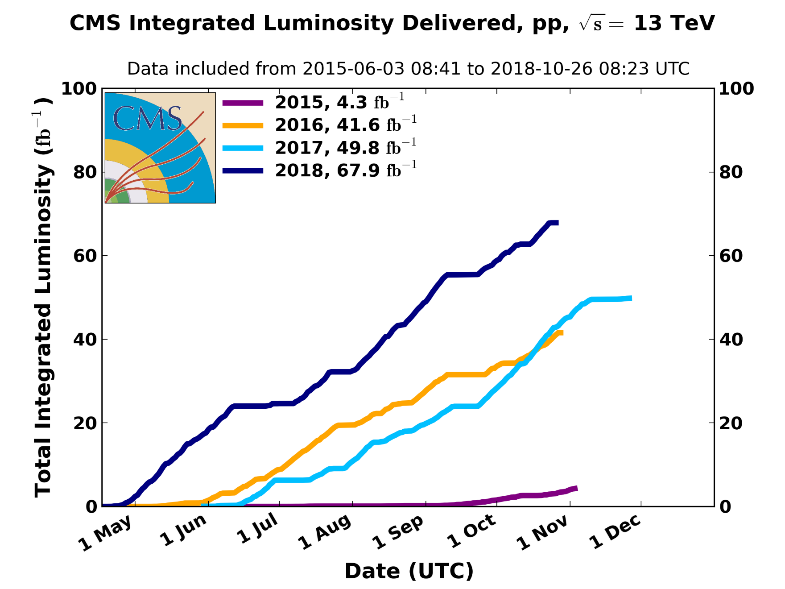 CMS Integrated Luminosity Delivered, pp, √s = 13 TeV
Data included from 2015-06-03 08:41 to 2018-10-26 08:23 UTC
CMS
2015, 4.3 fb⁻¹
2016, 41.6 fb⁻¹
2017, 49.8 fb⁻¹
2018, 67.9 fb⁻¹
Total Integrated Luminosity (fb⁻¹)
100
80
60
40
20
0
100
80
60
40
20
0
1 May
1 Jun
1 Jul
1 Aug
1 Sep
1 Oct
1 Nov
1 Dec
Date (UTC)